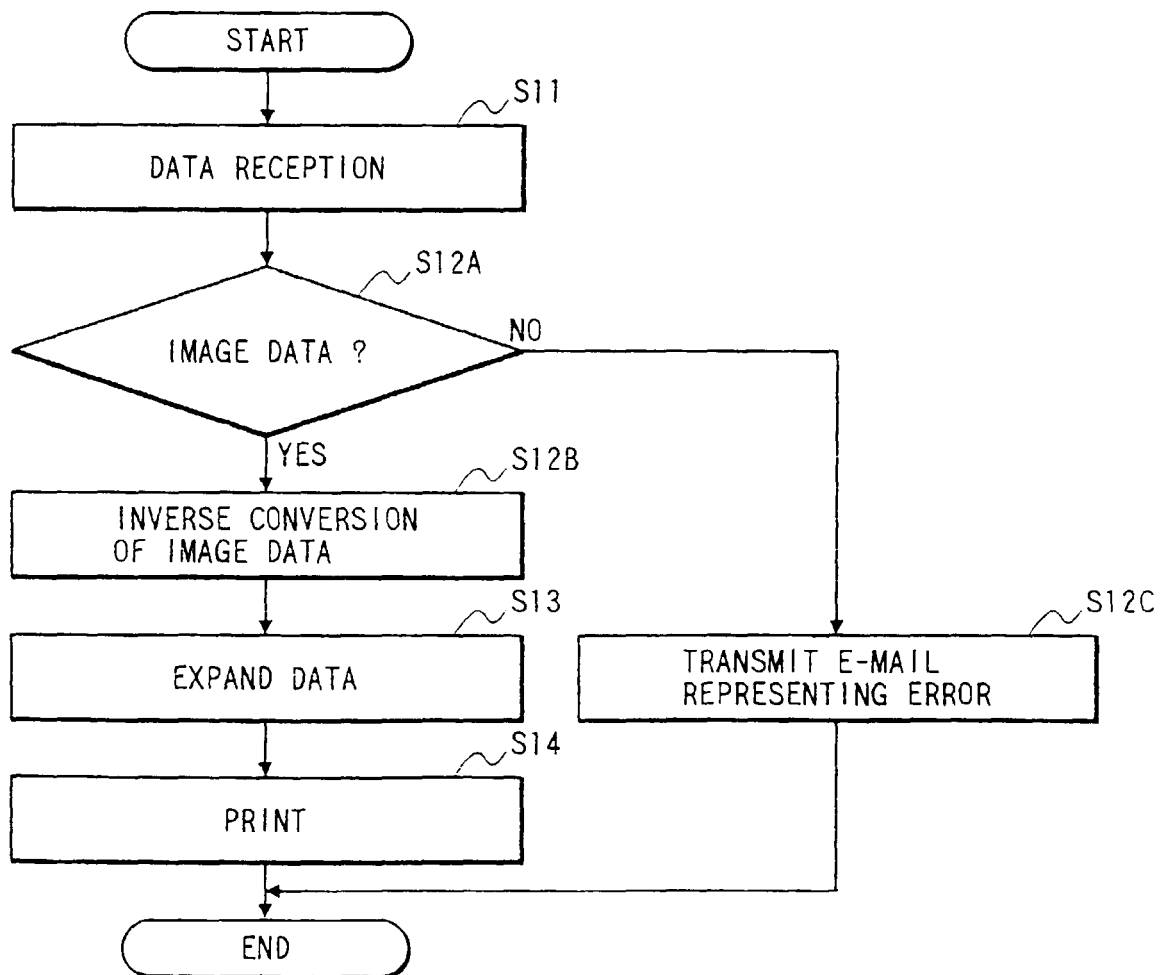 START
S11
DATA RECEPTION
S12A
IMAGE DATA ?
NO
YES
S12B
INVERSE CONVERSION
OF IMAGE DATA
S13
EXPAND DATA
S12C
TRANSMIT E-MAIL
REPRESENTING ERROR
S14
PRINT
END